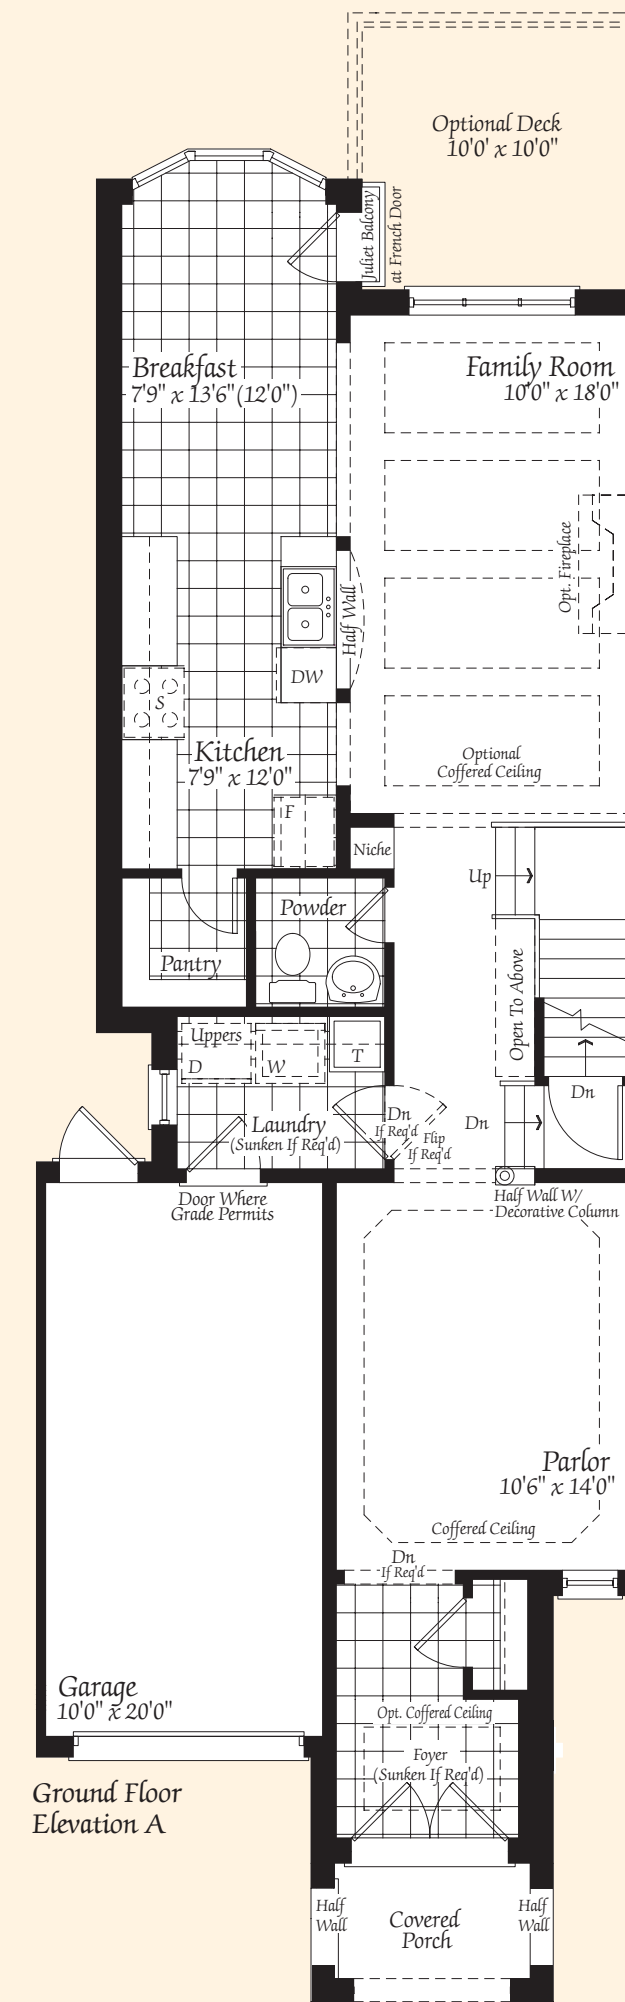 Optional Deck
10'0' x 10'0"
Juliet Balcony
at French Door
Breakfast
7'9" x 13'6"(12'0")
Family Room
10'0" x 18'0"
Opt. Fireplace
Half Wall
DW
S
Kitchen
7'9" x 12'0"
Optional
Coffered Ceiling
F
Niche
Up
Powder
Pantry
Open To Above
Uppers
D
W
T
Dn
Laundry
(Sunken If Req'd)
Dn
If Req'd
Flip
If Req'd
Dn
Door Where
Grade Permits
Half Wall W/
Decorative Column
Parlor
10'6" x 14'0"
Coffered Ceiling
Dn
If Req'd
Garage
10'0" x 20'0"
Opt. Coffered Ceiling
Foyer
(Sunken If Req'd)
Ground Floor
Elevation A
Half
Wall
Covered
Porch
Half
Wall